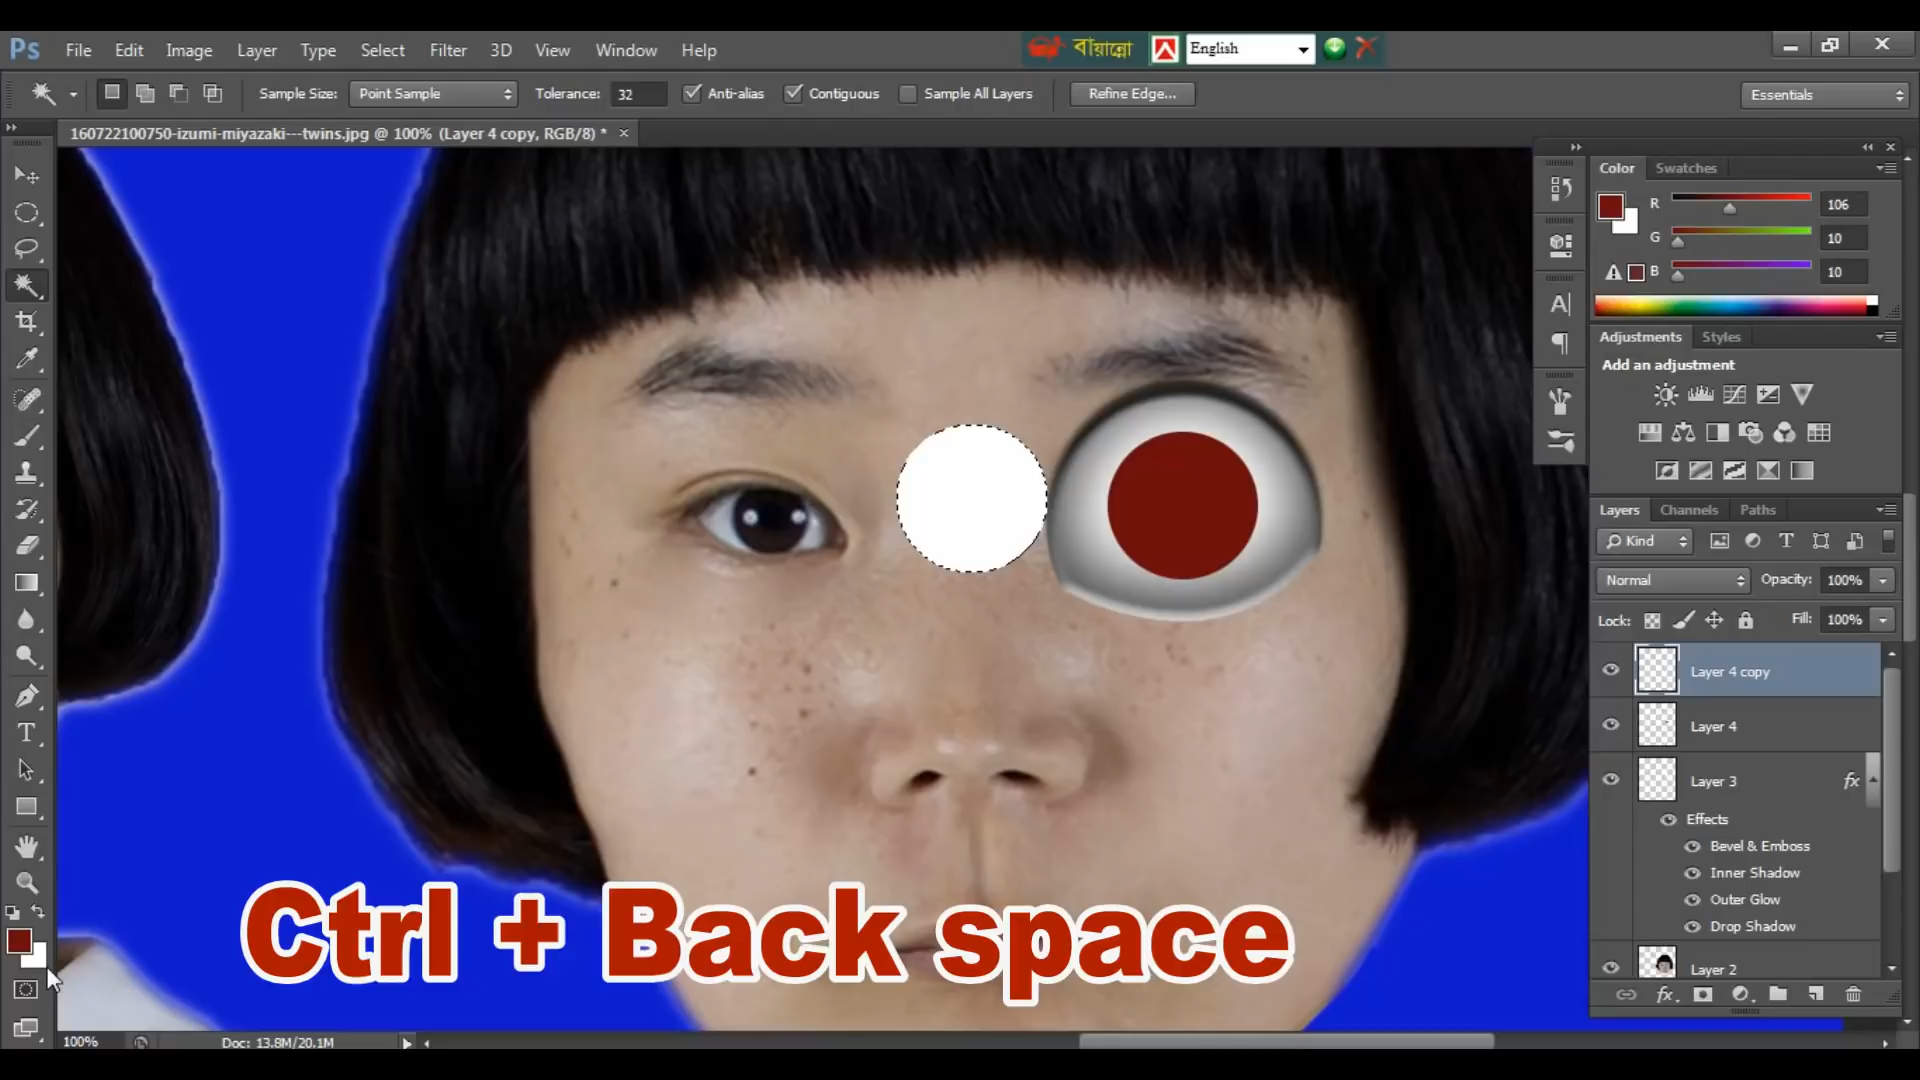 Ps File Edit Image Layer Type Select Filter 3D View Window Help
বায়ান্নো English
Sample Size: Point Sample Tolerance: 32 Anti-alias Contiguous Sample All Layers Refine Edge... Essentials
160722100750-izumi-miyazaki---twins.jpg @ 100% (Layer 4 copy, RGB/8) *
Color Swatches
R 106
G 10
B 10
Adjustments Styles
Add an adjustment
Layers Channels Paths
Kind
Normal Opacity: 100%
Lock: Fill: 100%
Layer 4 copy
Layer 4
Layer 3 fx
Effects
Bevel & Emboss
Inner Shadow
Outer Glow
Drop Shadow
Layer 2
fx
Ctrl + Back space
100% Doc: 13.8M/20.1M